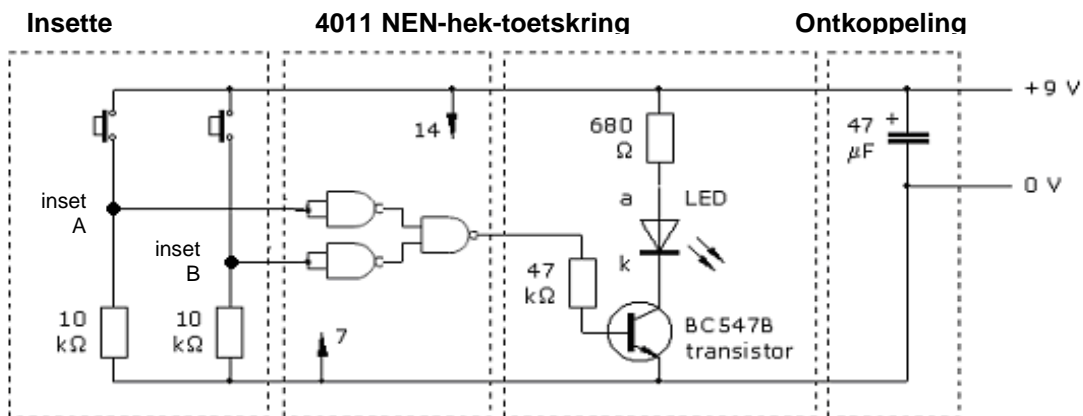 Insette 4011 NEN-hek-toetskring Ontkoppeling
+9 V
14
680
Ω
47
µF
+
0 V
inset
A
a
LED
inset
B
k
47
kΩ
10
kΩ
10
kΩ
7
BC547B
transistor